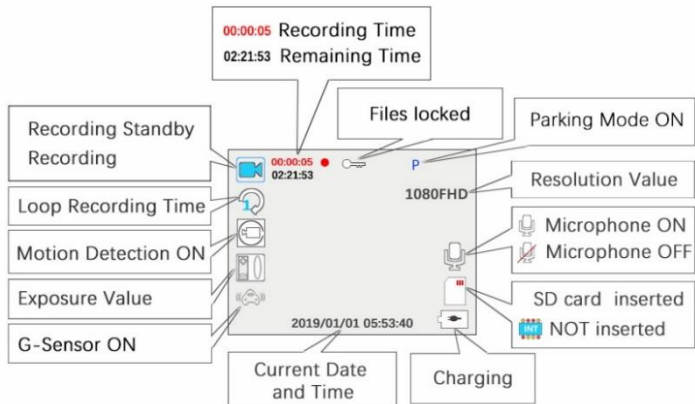 00:00:05 Recording Time
02:21:53 Remaining Time
Files locked
Parking Mode ON
Recording Standby
Recording
00:00:05
02:21:53
P
1080FHD
Resolution Value
Loop Recording Time
1
Microphone ON
Microphone OFF
Motion Detection ON
Exposure Value
SD card inserted
INT NOT inserted
G-Sensor ON
2019/01/01 05:53:40
Current Date
and Time
Charging